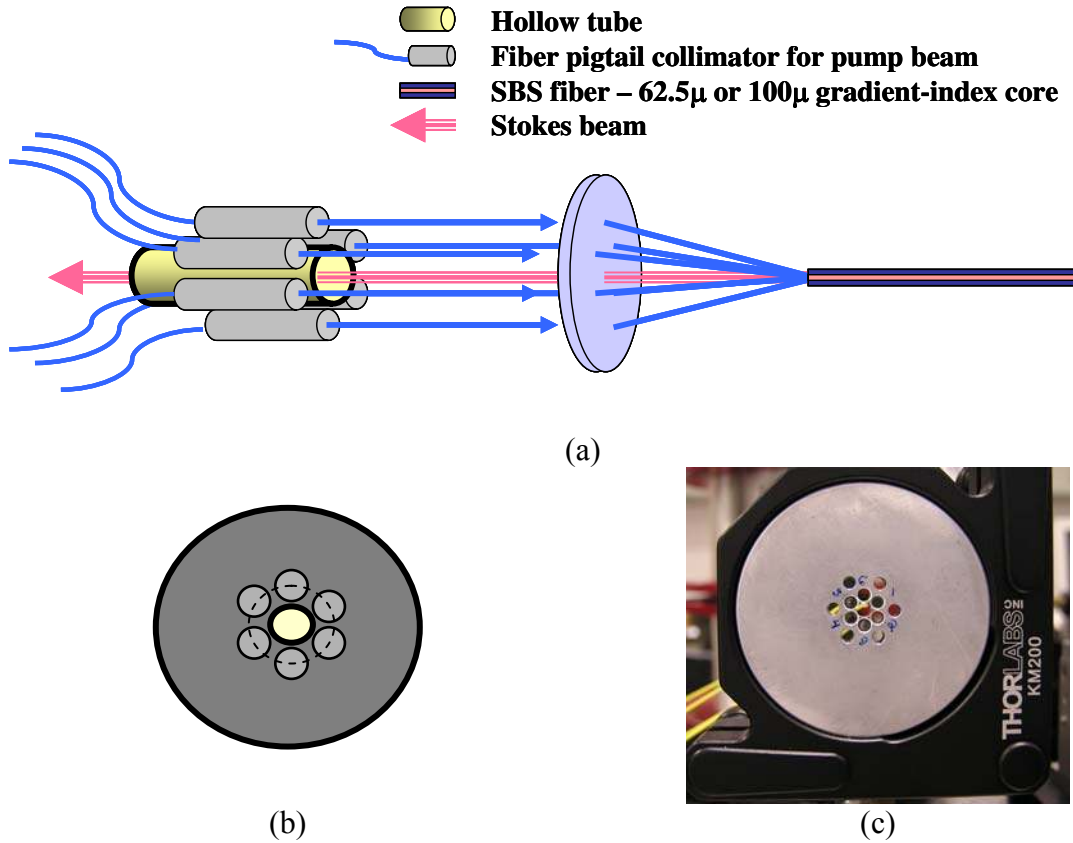 Hollow tube
Fiber pigtail collimator for pump beam
SBS fiber – 62.5μ or 100μ gradient-index core
Stokes beam
(a)
THORLABS INC
KM200
(b)
(c)